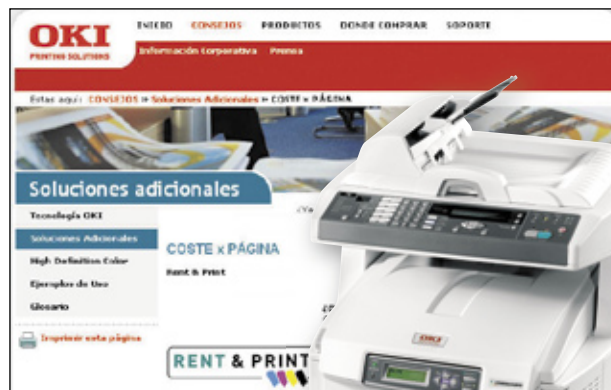 OKI
PRINTING SOLUTIONS
INICIO CONSEJOS PRODUCTOS DONDE COMPRAR SOPORTE
Información Corporativa Prensa
Estas aquí: CONSEJOS » Soluciones Adicionales » COSTE x PÁGINA
Soluciones adicionales
Tecnología OKI
Soluciones Adicionales
High Definition Color
Ejemplos de Uso
Glosario
Imprimir esta página
¿Ya
COSTE x PÁGINA
Rent & Print
RENT & PRINT
OKI